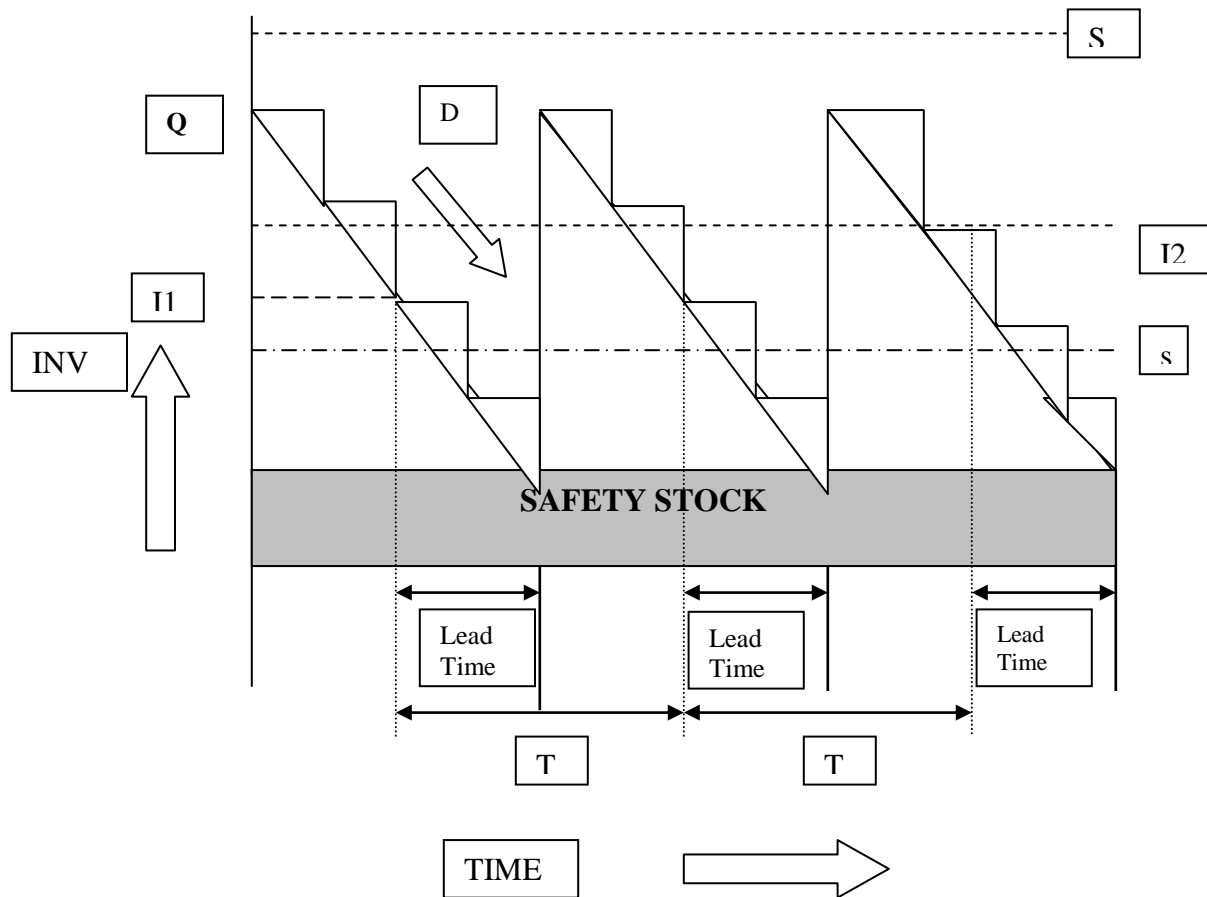 S
Q
D
I2
I1
s
INV
SAFETY STOCK
Lead
Time
Lead
Time
Lead
Time
T
T
TIME